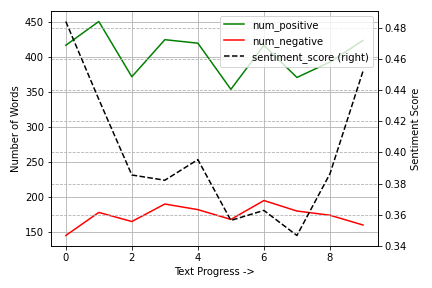 num_positive
num_negative
sentiment_score (right)
450
400
350
300
250
200
150
Number of Words
0.48
0.46
0.44
0.42
0.40
0.38
0.36
0.34
Sentiment Score
0 2 4 6 8
Text Progress ->